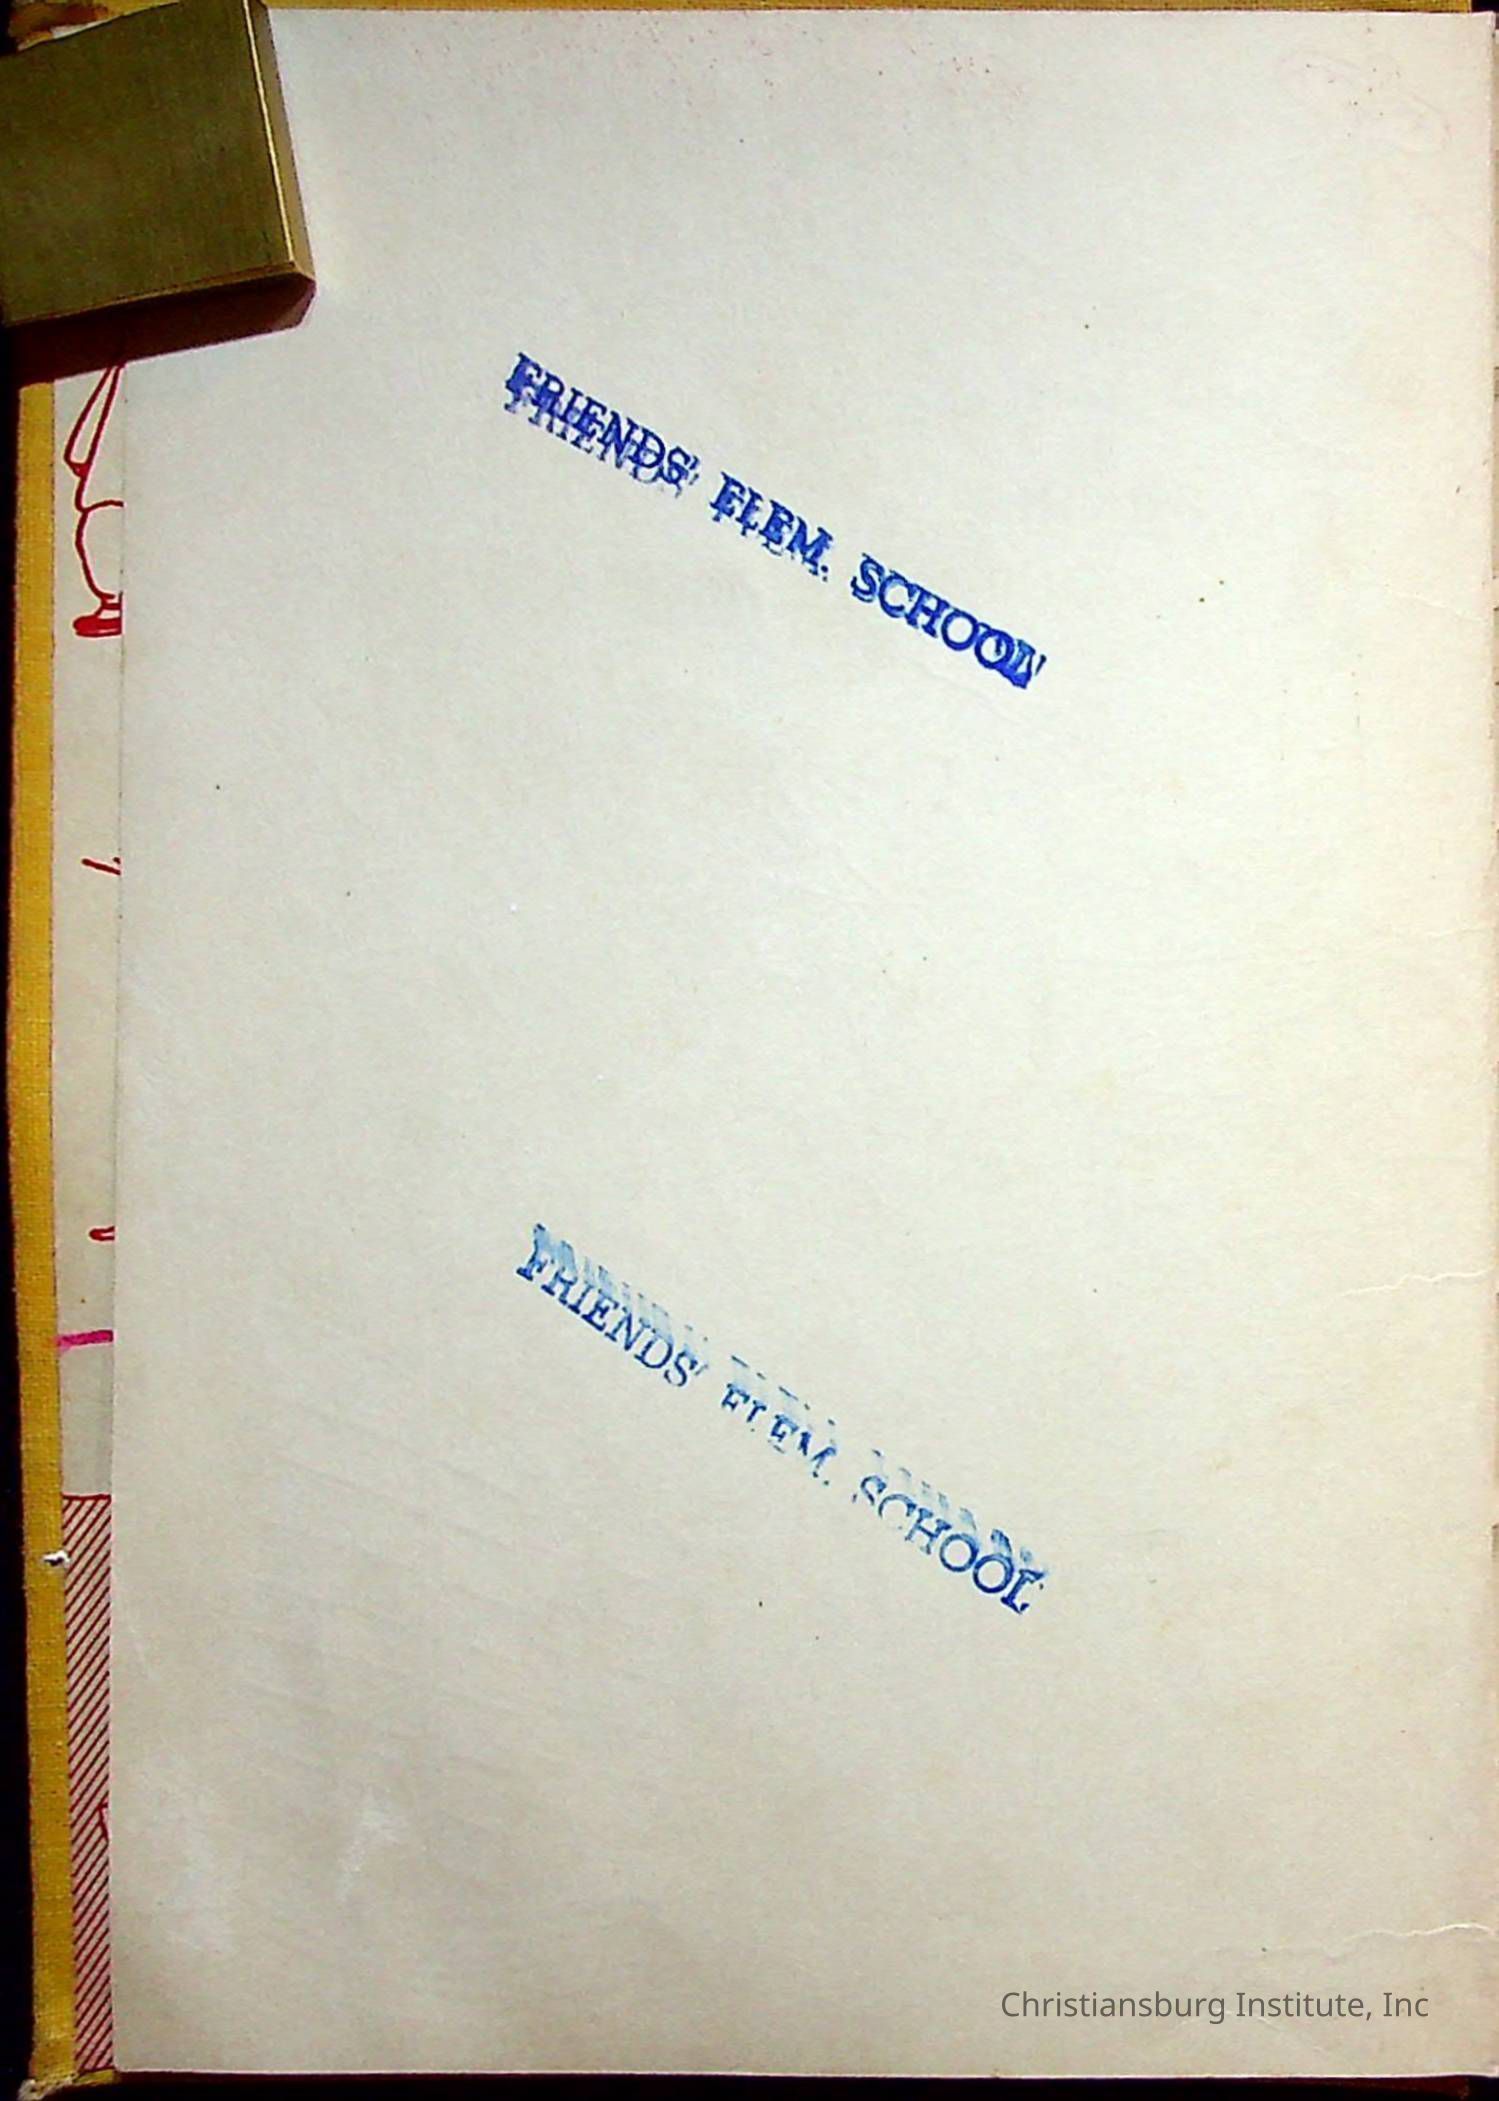 FRIENDS' ELEM. SCHOOL
FRIENDS' ELEM. SCHOOL
Christiansburg Institute, Inc